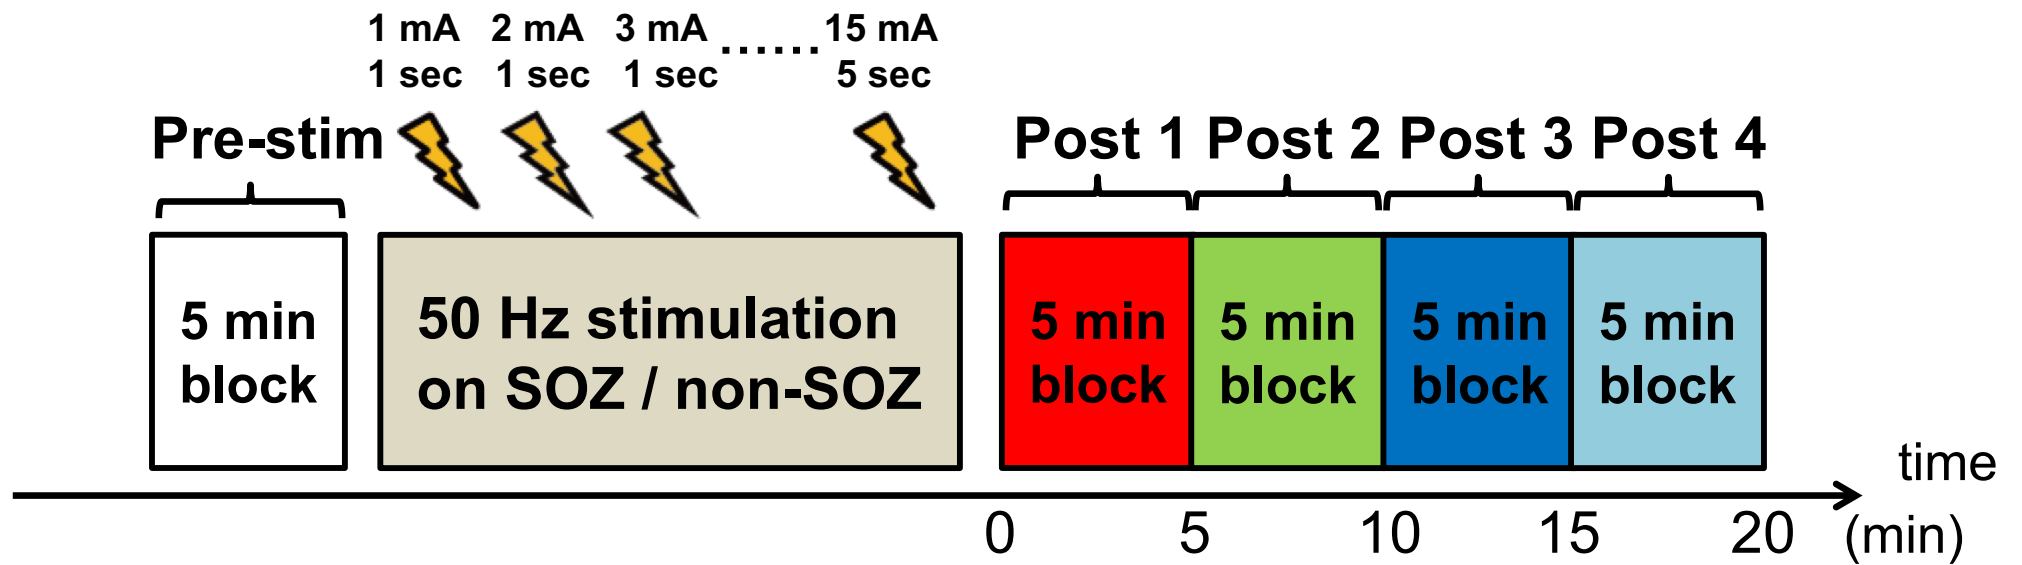 1 mA 2 mA 3 mA ...... 15 mA
1 sec 1 sec 1 sec 5 sec
Pre-stim Post 1 Post 2 Post 3 Post 4
5 min 50 Hz stimulation 5 min 5 min 5 min 5 min
block on SOZ / non-SOZ block block block block
time
0 5 10 15 20 (min)